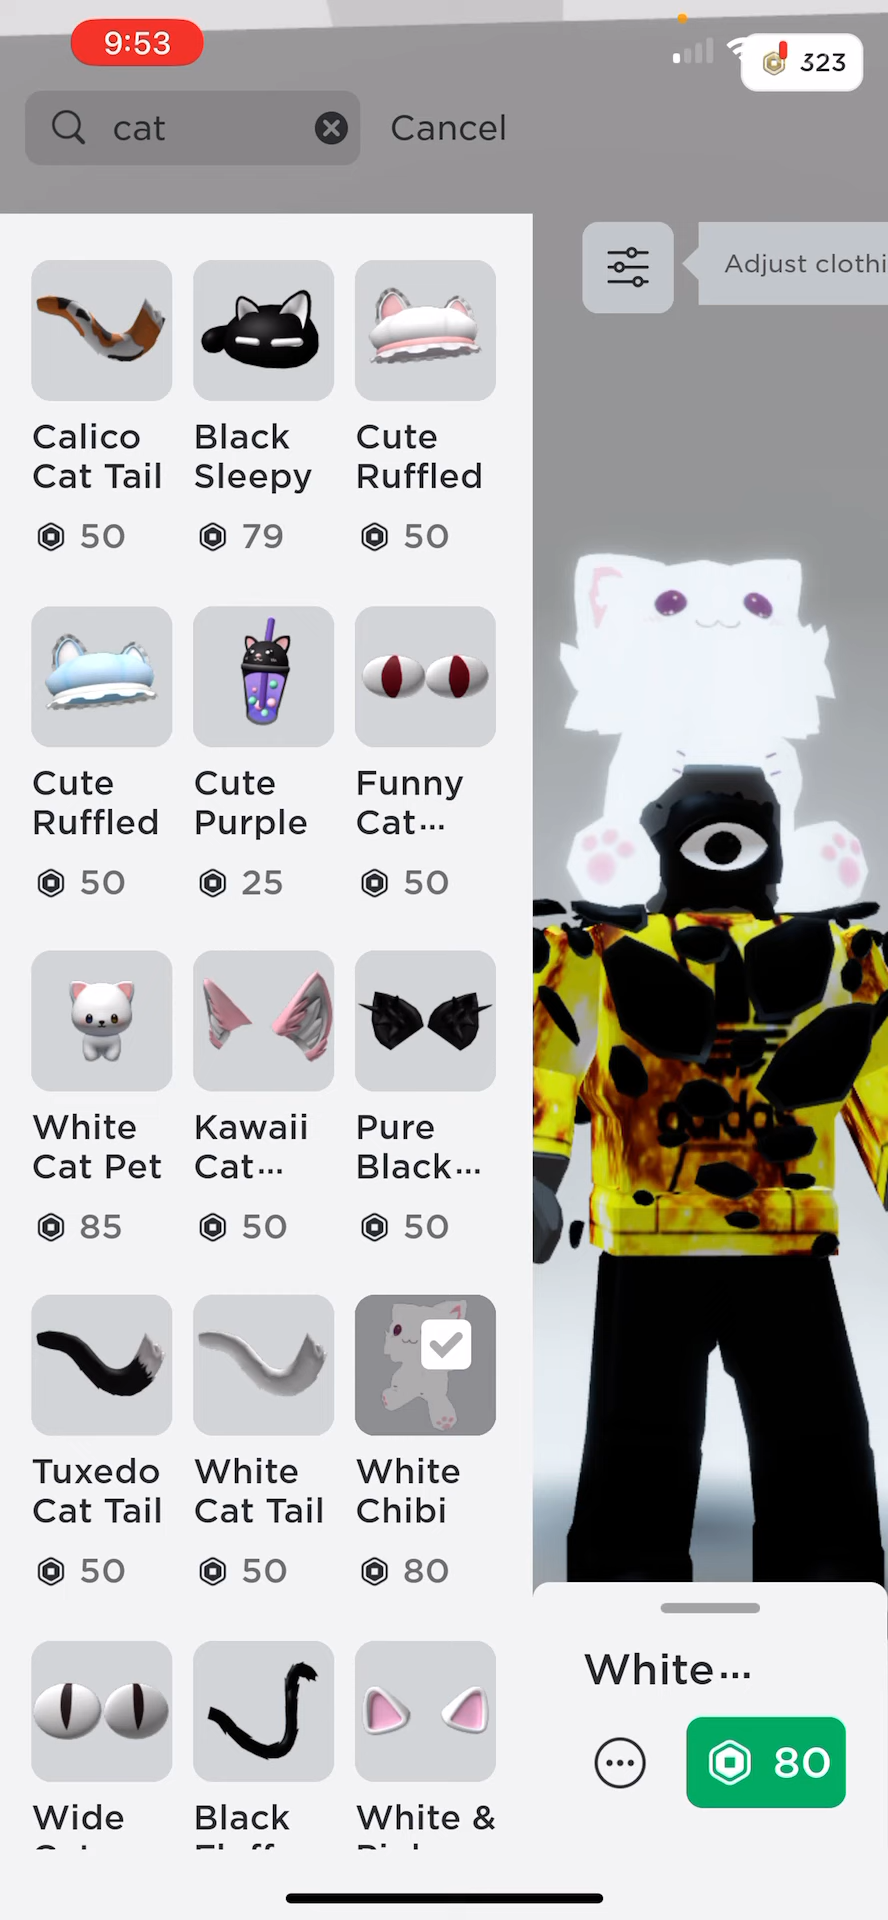 9:53
323
cat
Cancel
Adjust clothi
Calico
Cat Tail
50
Black
Sleepy
79
Cute
Ruffled
50
Cute
Ruffled
50
Cute
Purple
25
Funny
Cat...
50
White
Cat Pet
85
Kawaii
Cat...
50
Pure
Black...
50
Tuxedo
Cat Tail
50
White
Cat Tail
50
White
Chibi
80
Wide
Black
White &
adidas
White...
80